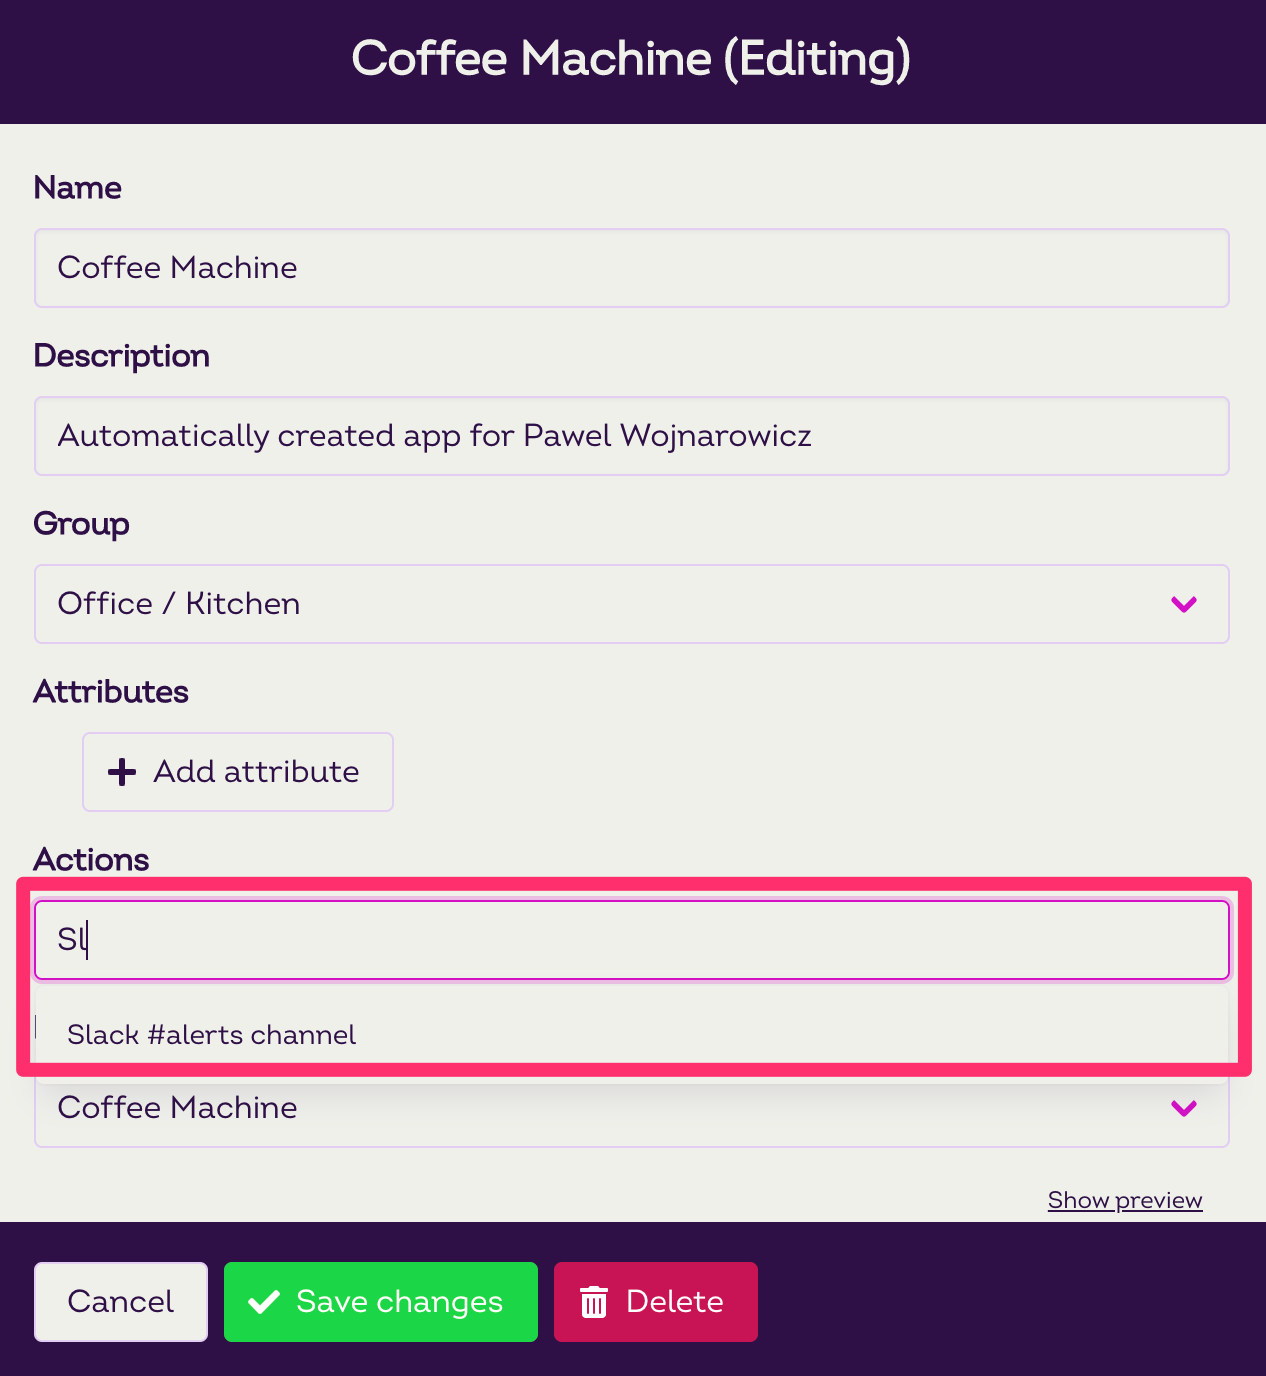 Coffee Machine (Editing)
Name
Coffee Machine
Description
Automatically created app for Pawel Wojnarowicz
Group
Office / Kitchen
Attributes
Add attribute
Actions
Sl
Slack #alerts channel
Coffee Machine
Show preview
Cancel
Save changes
Delete